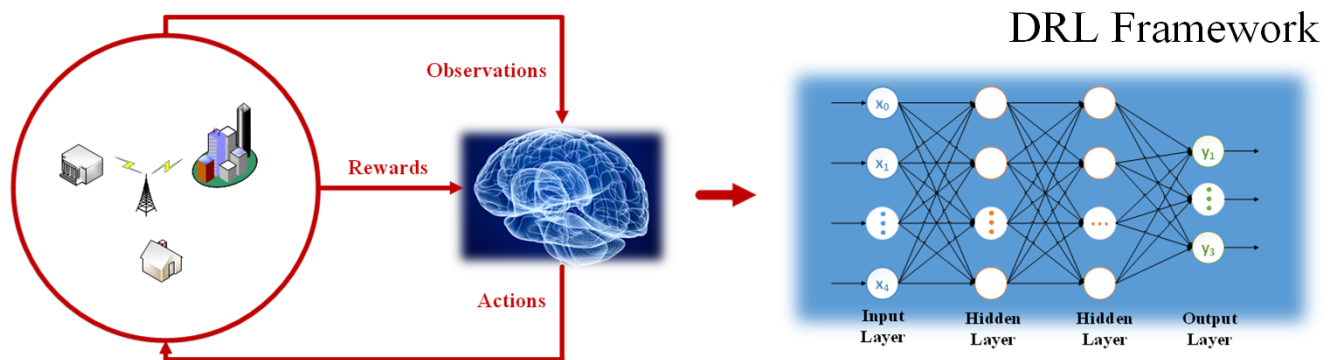 DRL Framework
Observations
Rewards
Actions
x0
x1
x4
y1
y3
Input
Layer
Hidden
Layer
Hidden
Layer
Output
Layer